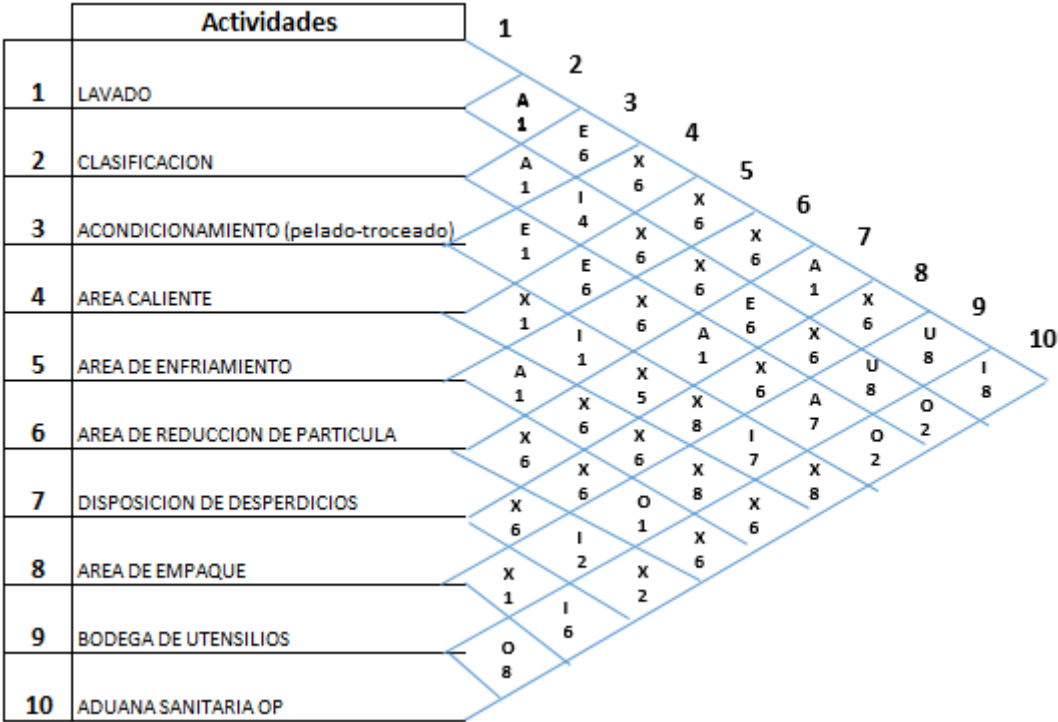 Actividades
1
2
3
4
5
6
7
8
9
10
1 LAVADO
2 CLASIFICACION
3 ACONDICIONAMIENTO (pelado-troceado)
4 AREA CALIENTE
5 AREA DE ENFRIAMIENTO
6 AREA DE REDUCCION DE PARTICULA
7 DISPOSICION DE DESPERDICIOS
8 AREA DE EMPAQUE
9 BODEGA DE UTENSILIOS
10 ADUANA SANITARIA OP
A
1
A
1
E
1
X
1
A
1
X
6
X
6
X
1
O
8
E
6
I
4
E
6
I
1
X
6
X
6
I
2
I
6
X
6
X
6
X
6
X
5
X
6
O
1
X
2
X
6
X
6
A
1
X
8
X
8
X
6
X
6
E
6
X
6
I
7
X
6
A
1
X
6
A
7
X
8
X
6
U
8
O
2
U
8
O
2
I
8